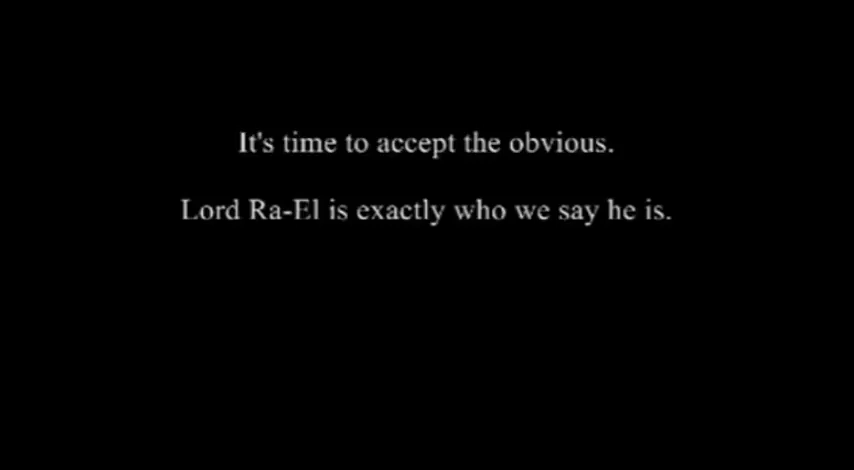 It's time to accept the obvious.
Lord Ra-El is exactly who we say he is.